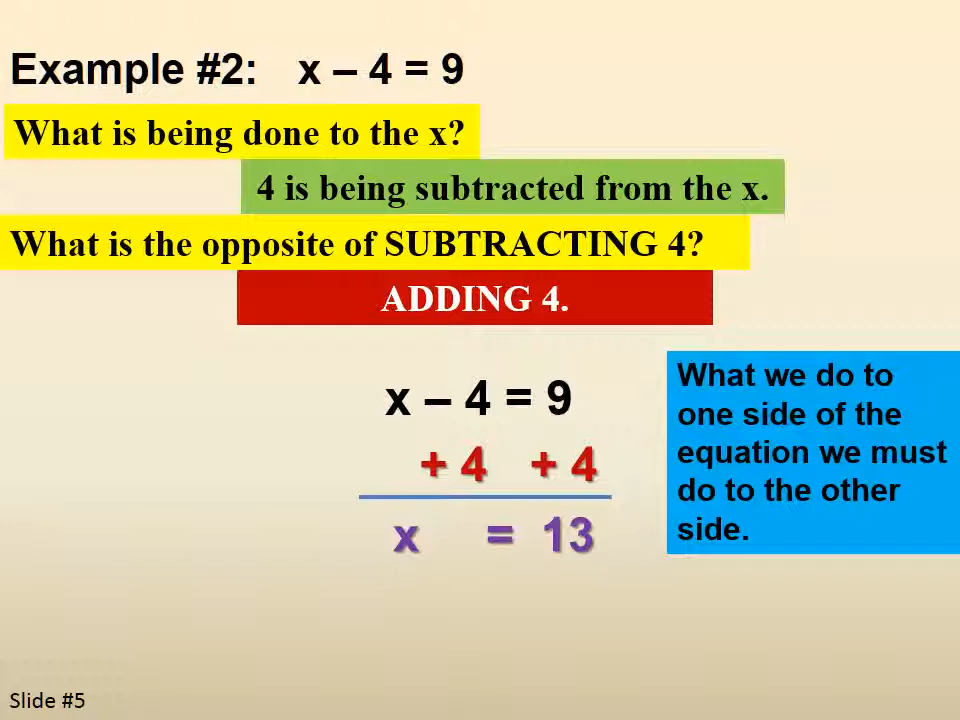 Example #2: x – 4 = 9
What is being done to the x?
4 is being subtracted from the x.
What is the opposite of SUBTRACTING 4?
ADDING 4.
x – 4 = 9
+ 4 + 4
x = 13
What we do to
one side of the
equation we must
do to the other
side.
Slide #5